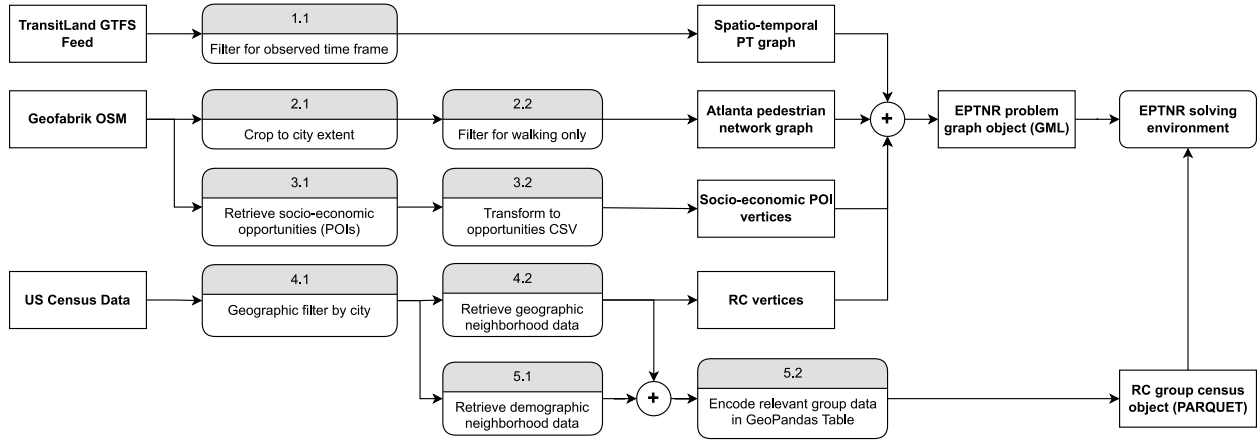 TransitLand GTFS
Feed
1.1
Filter for observed time frame
Spatio-temporal
PT graph
Geofabrik OSM
2.1
Crop to city extent
2.2
Filter for walking only
Atlanta pedestrian
network graph
+
EPTNR problem
graph object (GML)
EPTNR solving
environment
3.1
Retrieve socio-economic
opportunities (POIs)
3.2
Transform to
opportunities CSV
Socio-economic POI
vertices
US Census Data
4.1
Geographic filter by city
4.2
Retrieve geographic
neighborhood data
RC vertices
5.1
Retrieve demographic
neighborhood data
+
5.2
Encode relevant group data
in GeoPandas Table
RC group census
object (PARQUET)